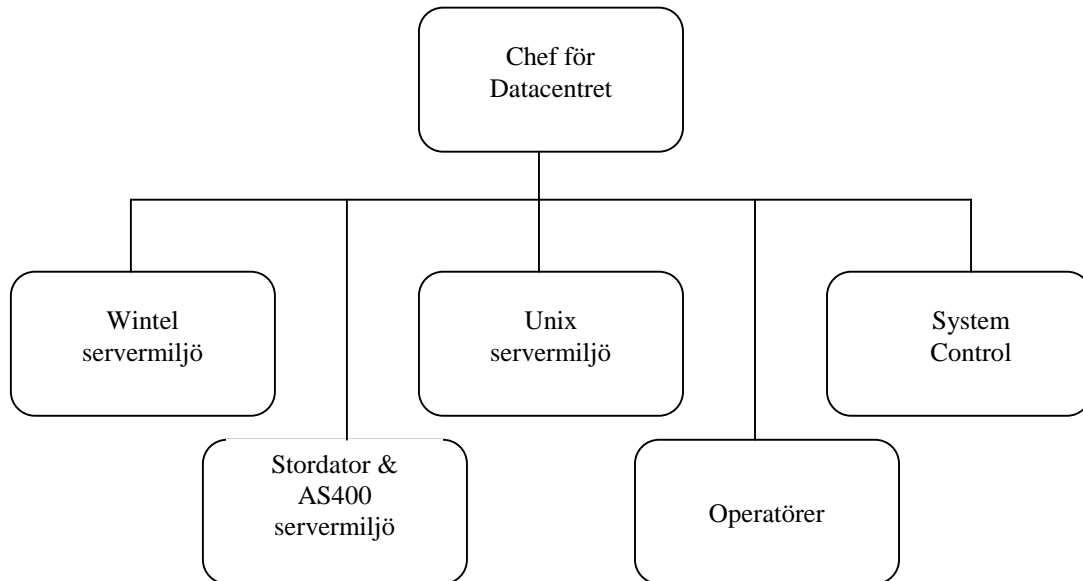 Chef för
Datacentret
Wintel
servermiljö
Unix
servermiljö
System
Control
Stordator &
AS400
servermiljö
Operatörer